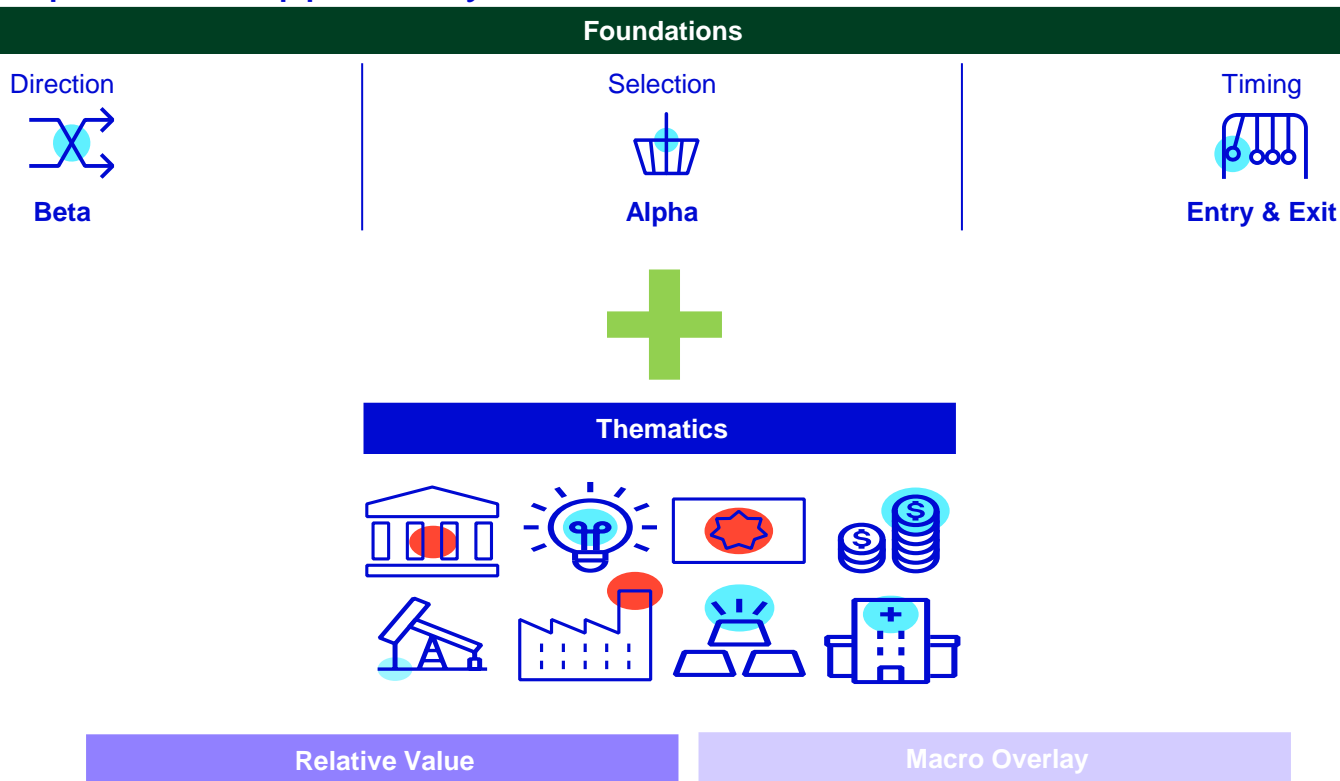 Foundations
Direction
Selection
Timing
Beta
Alpha
Entry & Exit
Thematics
$
$
Relative Value
Macro Overlay